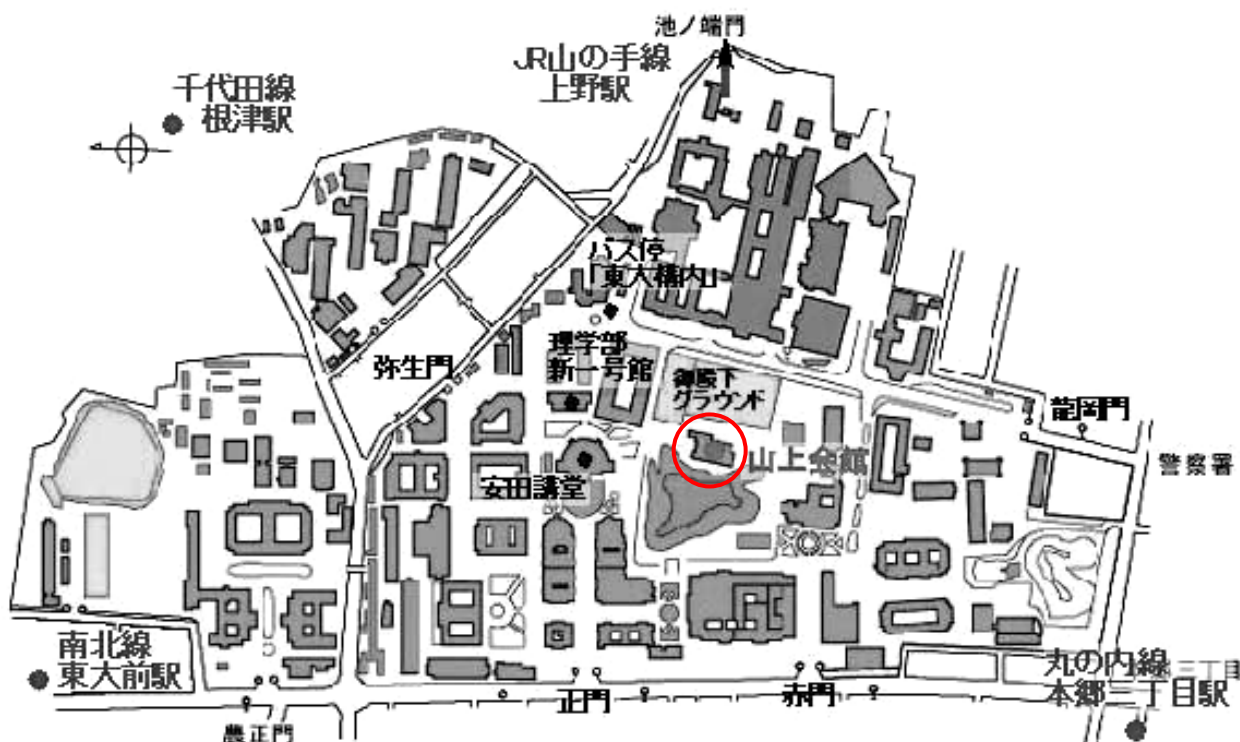 池ノ端門
JR山の手線
上野駅
千代田線
根津駅
バス停
「東大構内」
理学部
新一号館
弥生門
御殿下
グラウンド
龍岡門
山上会館
警察署
安田講堂
南北線
東大前駅
丸の内線
三丁目
本郷三丁目駅
正門
赤門
農正門